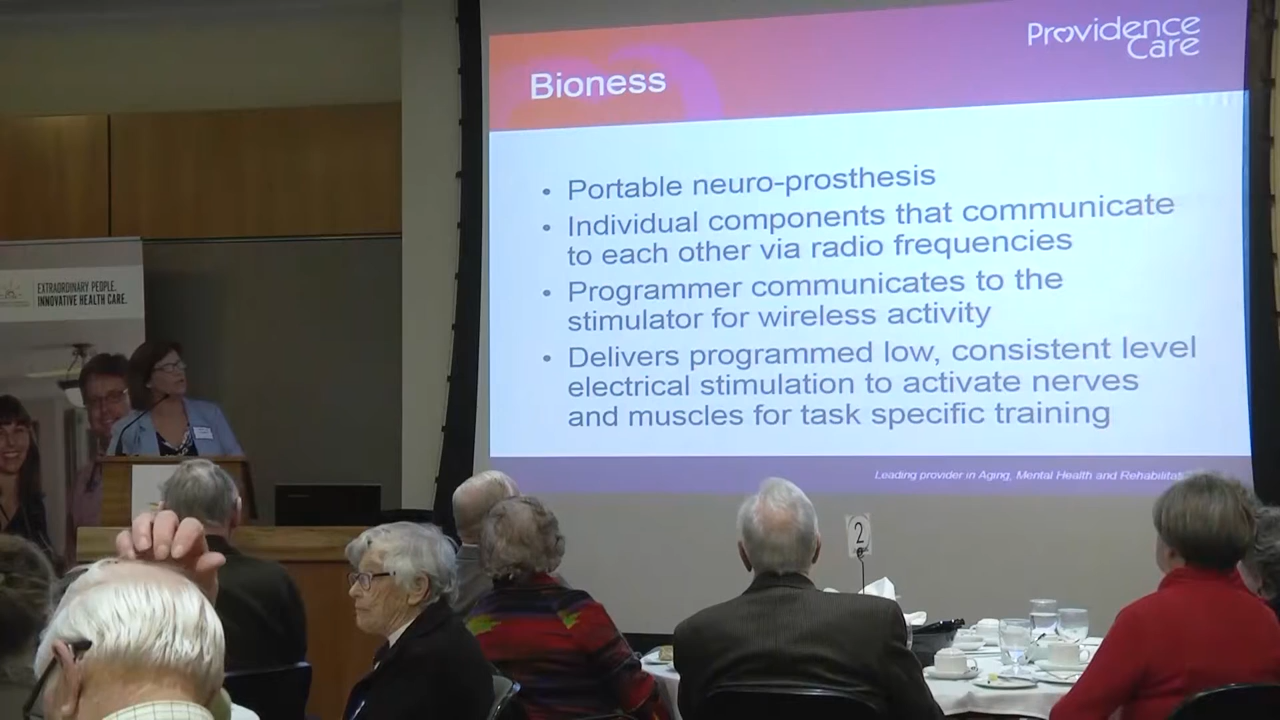 Providence
Care
Bioness
• Portable neuro-prosthesis
• Individual components that communicate
to each other via radio frequencies
• Programmer communicates to the
stimulator for wireless activity
• Delivers programmed low, consistent level
electrical stimulation to activate nerves
and muscles for task specific training
Leading provider in Aging, Mental Health and
EXTRAORDINARY PEOPLE.
INNOVATIVE HEALTH CARE.
2